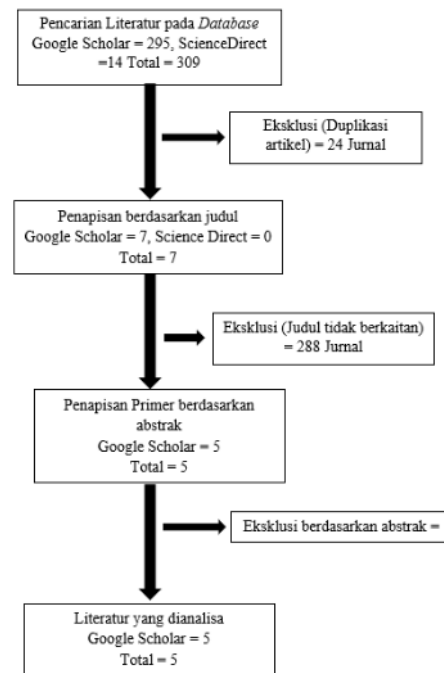 Pencarian Literatur pada Database
Google Scholar = 295, ScienceDirect
=14 Total = 309
Eksklusi (Duplikasi
artikel) = 24 Jurnal
Penapisan berdasarkan judul
Google Scholar = 7, Science Direct = 0
Total = 7
Eksklusi (Judul tidak berkaitan)
= 288 Jurnal
Penapisan Primer berdasarkan
abstrak
Google Scholar = 5
Total = 5
Eksklusi berdasarkan abstrak =
Literatur yang dianalisa
Google Scholar = 5
Total = 5